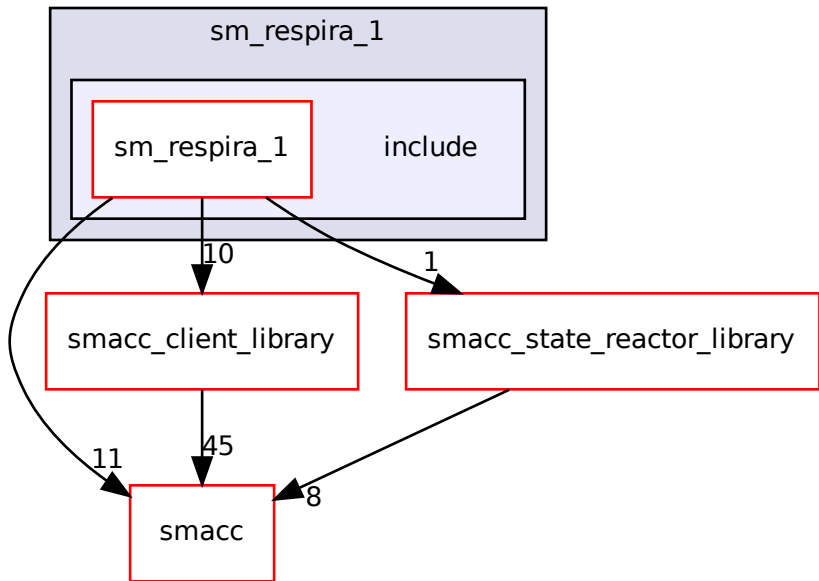 sm_respira_1
sm_respira_1
include
10
1
smacc_client_library
smacc_state_reactor_library
11
45
8
smacc